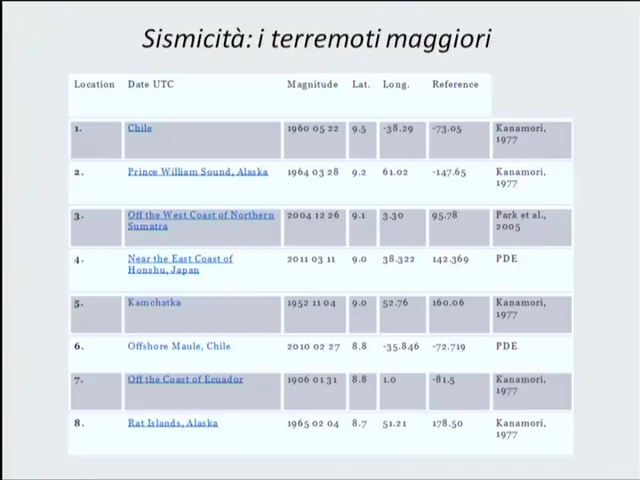 Sismicità: i terremoti maggiori
Location Date UTC Magnitude Lat. Long. Reference
1. Chile 1960 05 22 9.5 -38.29 -73.05 Kanamori, 1977
2. Prince William Sound, Alaska 1964 03 28 9.2 61.02 -147.65 Kanamori, 1977
3. Off the West Coast of Northern Sumatra 2004 12 26 9.1 3.30 95.78 Park et al., 2005
4. Near the East Coast of Honshu, Japan 2011 03 11 9.0 38.322 142.369 PDE
5. Kamchatka 1952 11 04 9.0 52.76 160.06 Kanamori, 1977
6. Offshore Maule, Chile 2010 02 27 8.8 -35.846 -72.719 PDE
7. Off the Coast of Ecuador 1906 01 31 8.8 1.0 -81.5 Kanamori, 1977
8. Rat Islands, Alaska 1965 02 04 8.7 51.21 178.50 Kanamori, 1977